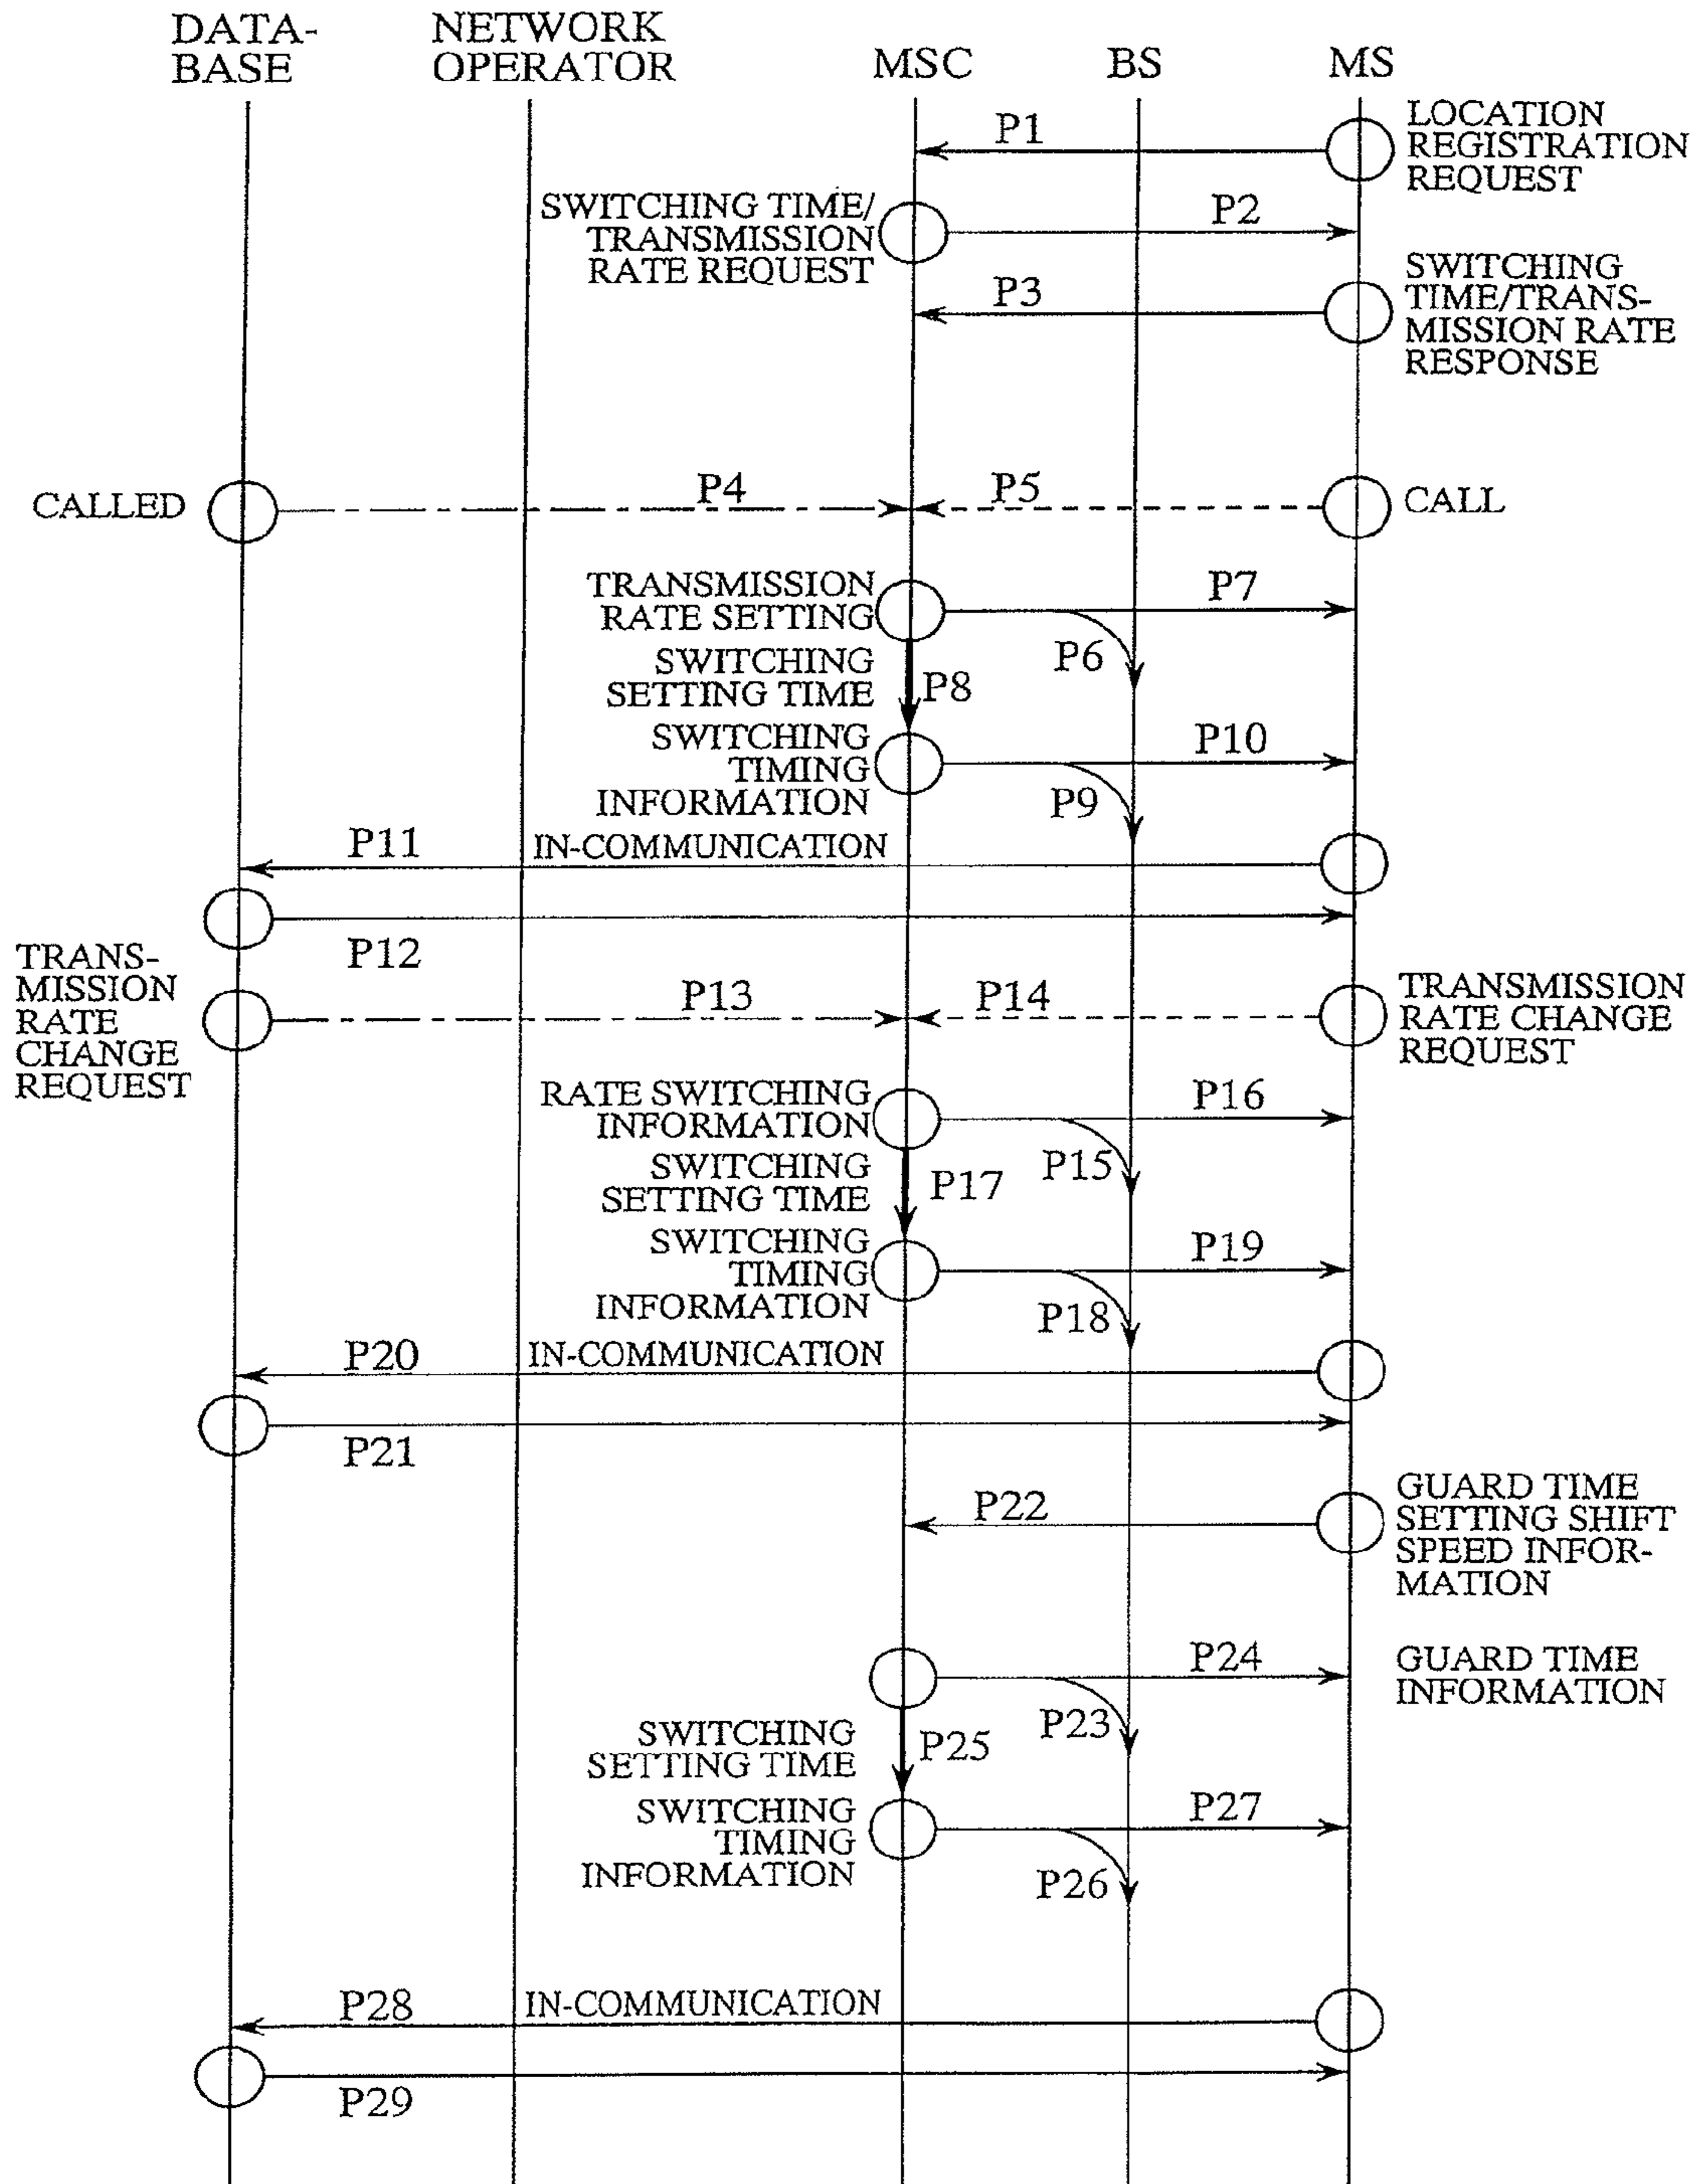 DATA-
BASE
NETWORK
OPERATOR
MSC
BS
MS
P1
LOCATION
REGISTRATION
REQUEST
SWITCHING TIME/
TRANSMISSION
RATE REQUEST
P2
P3
SWITCHING
TIME/TRANS-
MISSION RATE
RESPONSE
CALLED
P4
P5
CALL
TRANSMISSION
RATE SETTING
P7
P6
SWITCHING
SETTING TIME
P8
SWITCHING
TIMING
INFORMATION
P10
P9
P11
IN-COMMUNICATION
P12
TRANS-
MISSION
RATE
CHANGE
REQUEST
P13
P14
TRANSMISSION
RATE CHANGE
REQUEST
RATE SWITCHING
INFORMATION
P16
P15
SWITCHING
SETTING TIME
P17
SWITCHING
TIMING
INFORMATION
P19
P18
P20
IN-COMMUNICATION
P21
P22
GUARD TIME
SETTING SHIFT
SPEED INFOR-
MATION
P24
GUARD TIME
INFORMATION
P23
SWITCHING
SETTING TIME
P25
SWITCHING
TIMING
INFORMATION
P27
P26
P28
IN-COMMUNICATION
P29